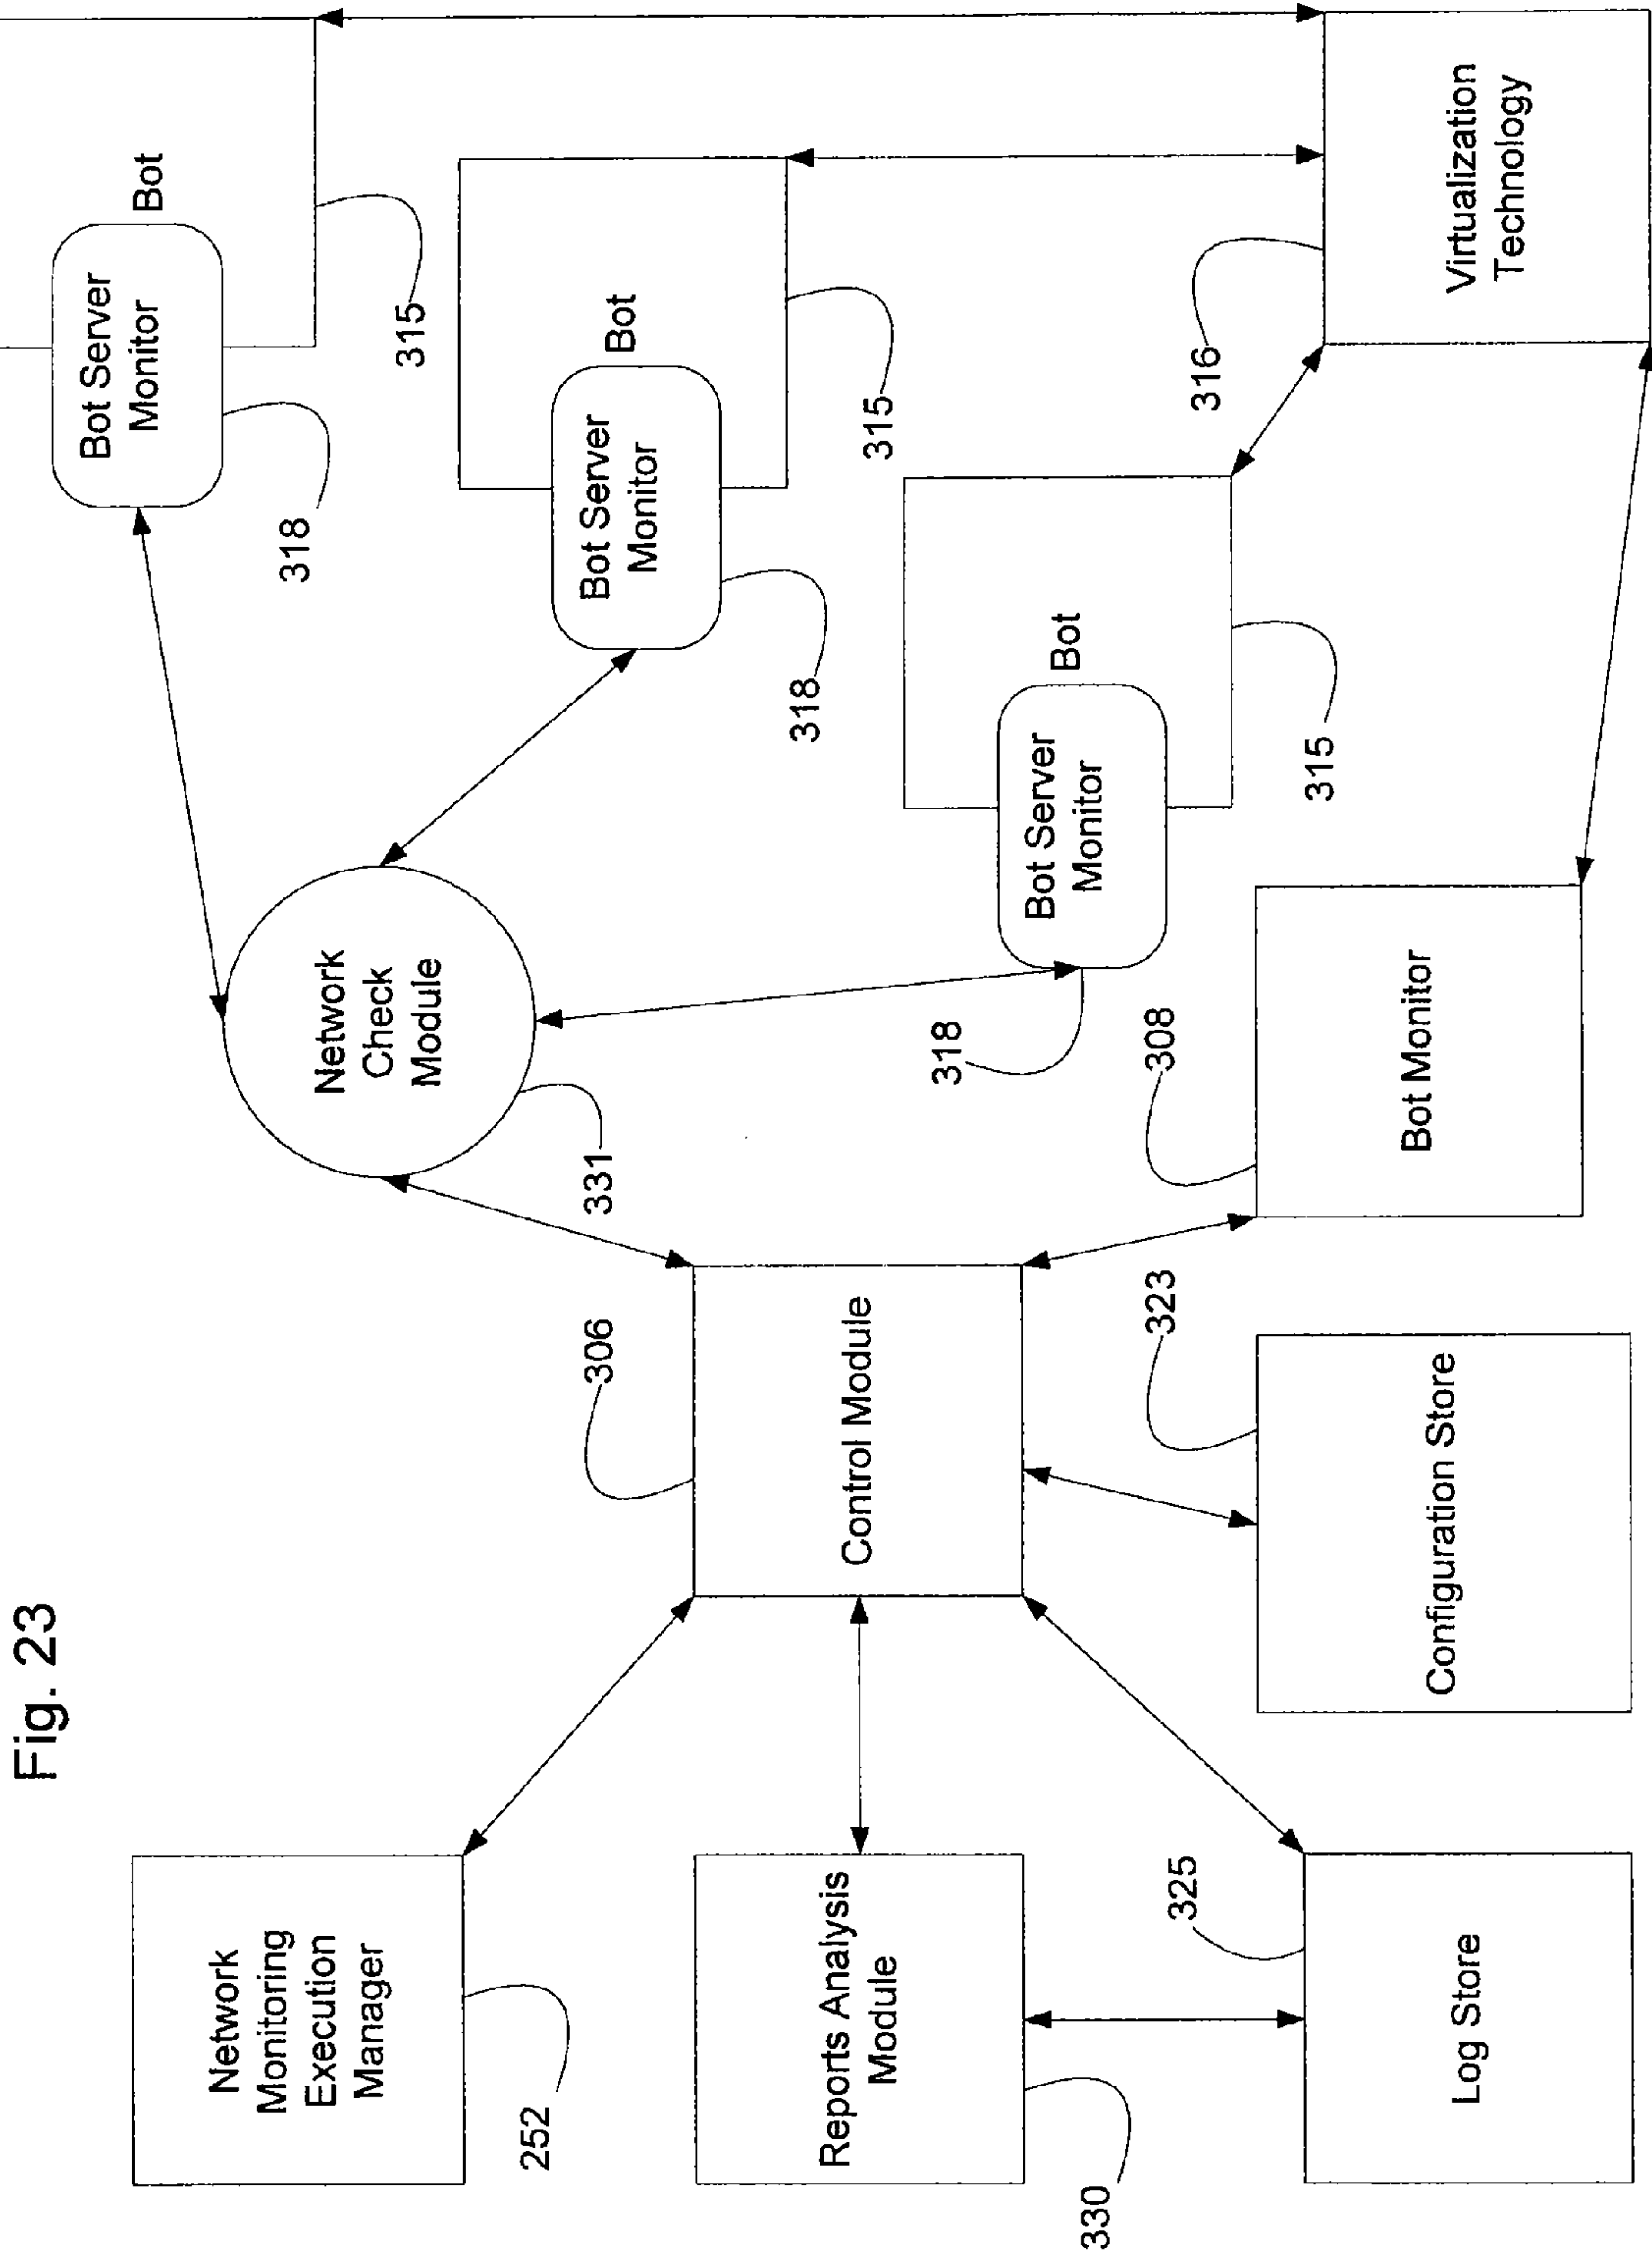 Fig. 23
Network
Monitoring
Execution
Manager
252
Reports Analysis
Module
330
Log Store
325
Control Module
306
Configuration Store
323
Network
Check
Module
331
Bot Monitor
308
Bot Server
Monitor
318
Bot
315
Bot Server
Monitor
318
Bot
315
Bot Server
Monitor
318
Bot
315
Virtualization
Technology
316